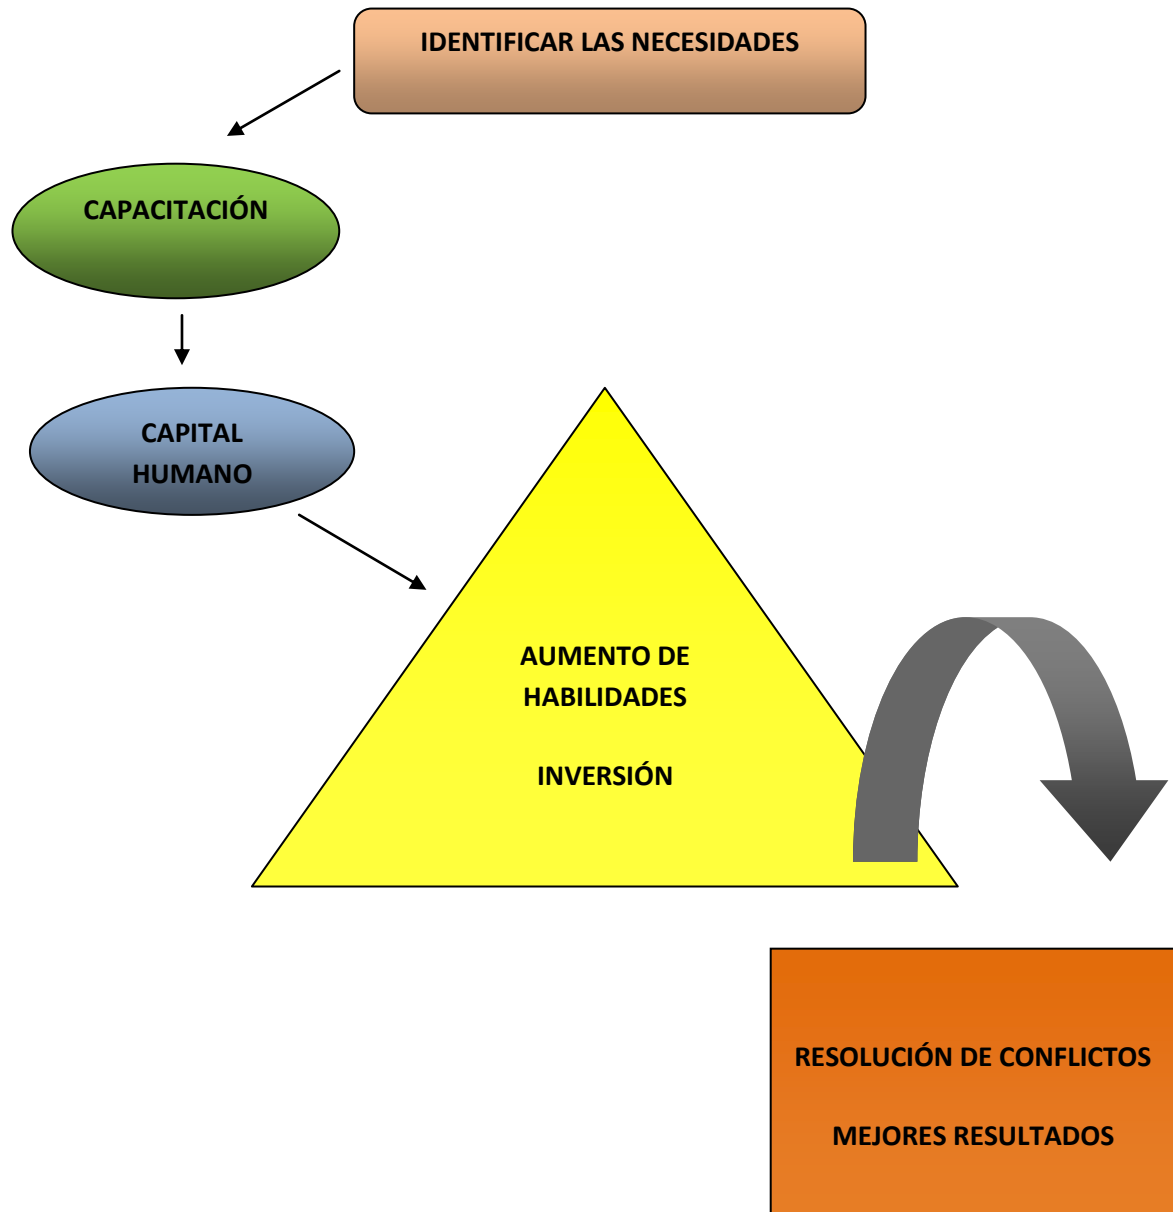 IDENTIFICAR LAS NECESIDADES
CAPACITACIÓN
CAPITAL
HUMANO
AUMENTO DE
HABILIDADES
INVERSIÓN
RESOLUCIÓN DE CONFLICTOS
MEJORES RESULTADOS